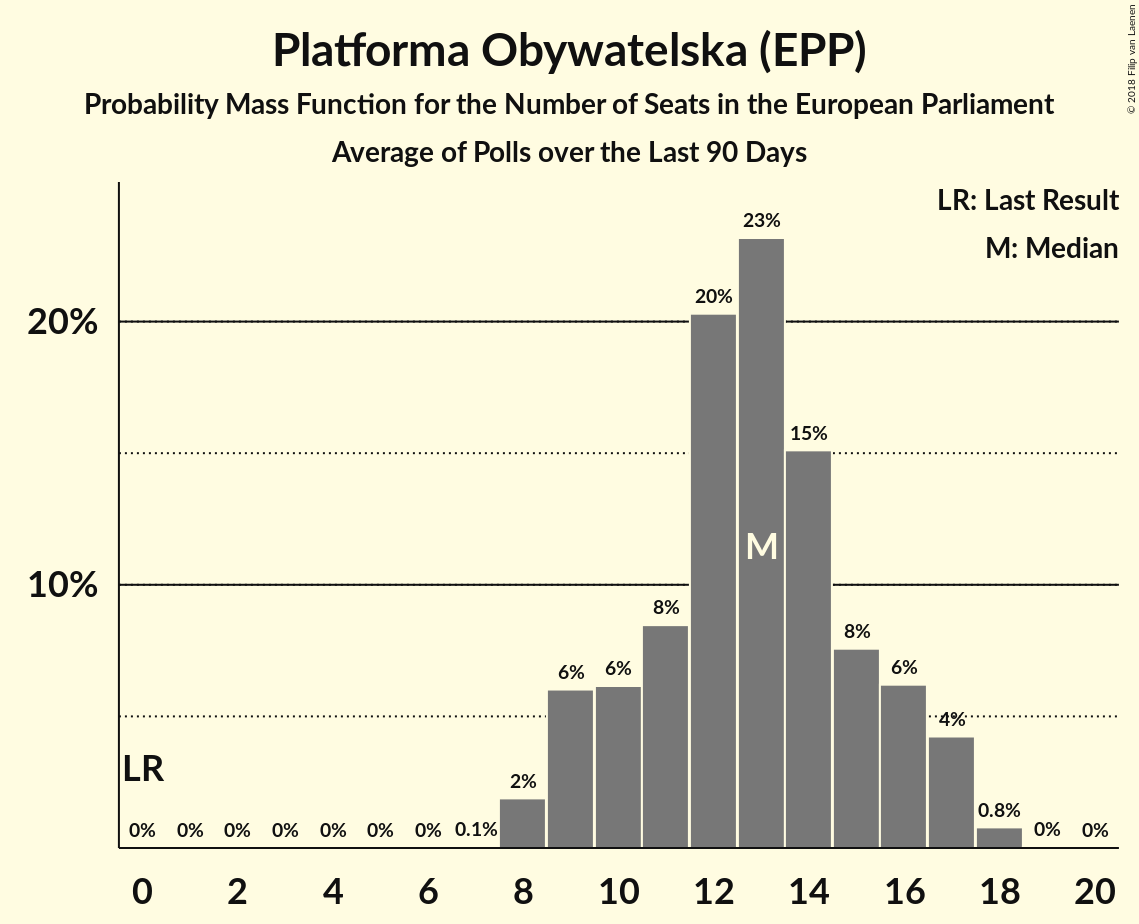 Platforma Obywatelska (EPP)
Probability Mass Function for the Number of Seats in the European Parliament
Average of Polls over the Last 90 Days
© 2018 Filip van Laenen
LR: Last Result
M: Median
20%
10%
23%
20%
15%
M
8%
8%
6%
6%
6%
4%
LR
2%
0% 0% 0% 0% 0% 0% 0% 0.1% 0.8% 0% 0%
0 2 4 6 8 10 12 14 16 18 20